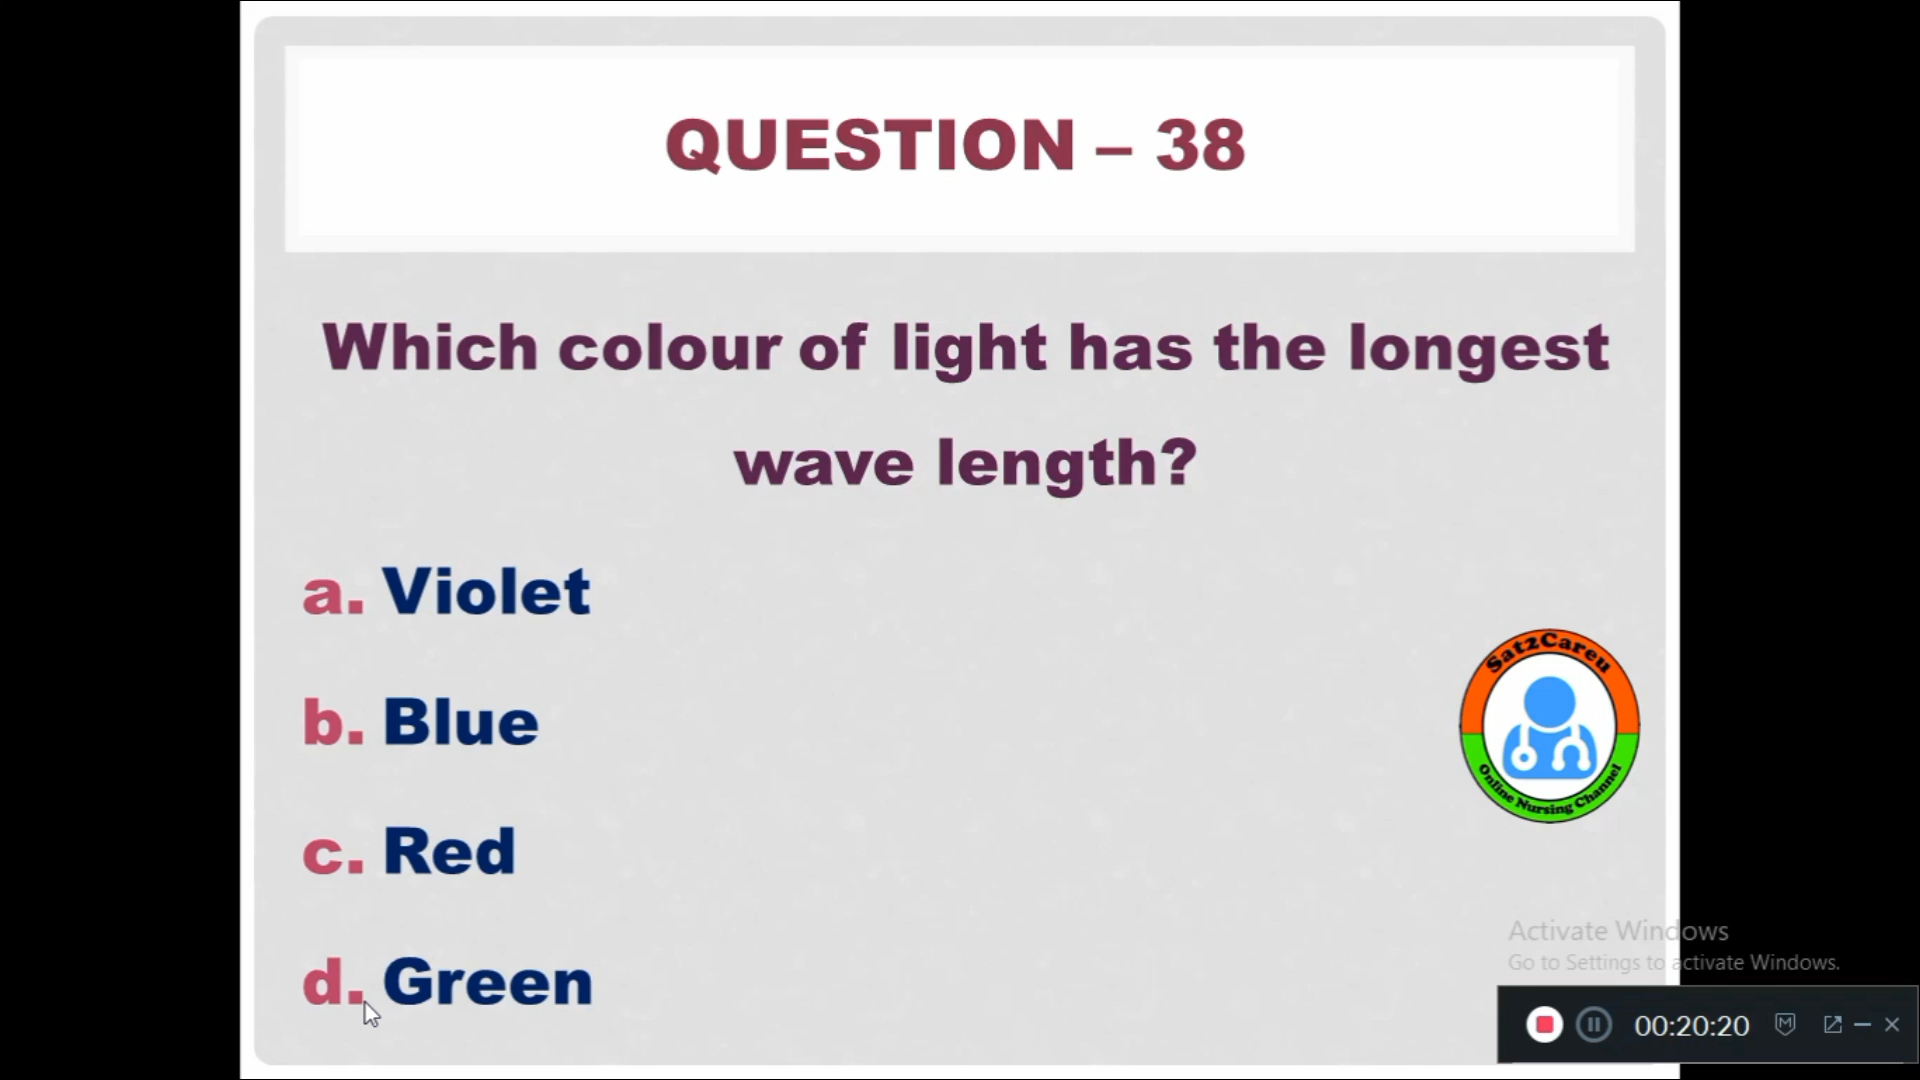 QUESTION – 38
Which colour of light has the longest
wave length?
a. Violet
b. Blue
c. Red
d. Green
Sat2Careu
Online Nursing Channel
Activate Windows
Go to Settings to activate Windows.
00:20:20